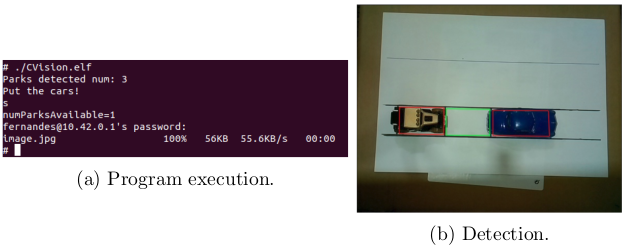 # ./CVision.elf
Parks detected num: 3
Put the cars!
s
numParksAvailable=1
fernandes@10.42.0.1's password:
image.jpg 100% 56KB 55.6KB/s 00:00
#
(a) Program execution.
(b) Detection.